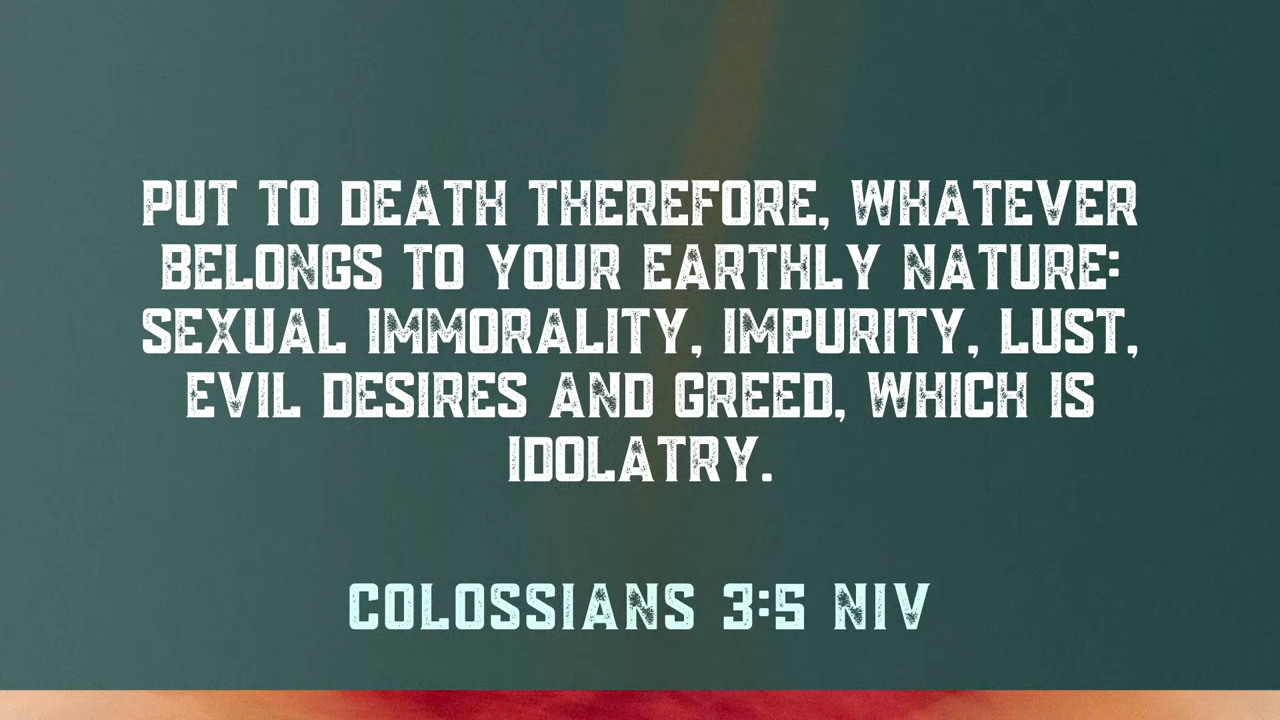 PUT TO DEATH THEREFORE, WHATEVER
BELONGS TO YOUR EARTHLY NATURE:
SEXUAL IMMORALITY, IMPURITY, LUST,
EVIL DESIRES AND GREED, WHICH IS
IDOLATRY.
COLOSSIANS 3:5 NIV